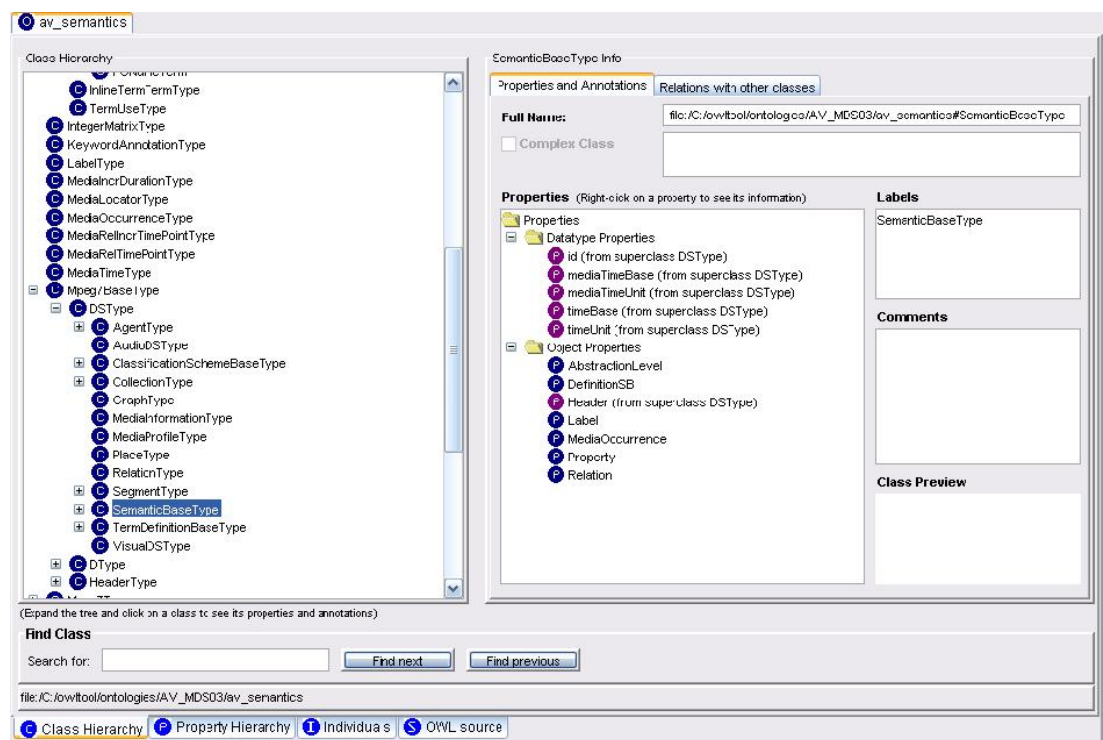 av_semantics
Class Hierarchy
InlineTermTermType
TermUseType
IntegerMatrixType
KeywordAnnotationType
LabelType
MediaIncrDurationType
MediaLocatorType
MediaOccurrenceType
MediaRelIncrTimePointType
MediaRelTimePointType
MediaTimeType
Mpeg7BaseType
DSType
AgentType
AudioDSType
ClassificationSchemeBaseType
CollectionType
GraphType
MediaInformationType
MediaProfileType
PlaceType
RelationType
SegmentType
SemanticBaseType
TermDefinitionBaseType
VisualDSType
DType
HeaderType
(Expand the tree and click on a class to see its properties and annotations)
SemanticBaseType Info
Properties and Annotations
Relations with other classes
Full Name:
file:/C:/owltool/ontologies/AV_MDS03/av_semantics#SemanticBaseType
Complex Class
Properties (Right-click on a property to see its information)
Properties
Datatype Properties
id (from superclass DSType)
mediaTimeBase (from superclass DSType)
mediaTimeUnit (from superclass DSType)
timeBase (from superclass DSType)
timeUnit (from superclass DSType)
Object Properties
AbstractionLevel
DefinitionSB
Header (from superclass DSType)
Label
MediaOccurrence
Property
Relation
Labels
SemanticBaseType
Comments
Class Preview
Find Class
Search for:
Find next
Find previous
file:/C:/owltool/ontologies/AV_MDS03/av_semantics
Class Hierarchy
Property Hierarchy
Individuals
OWL source